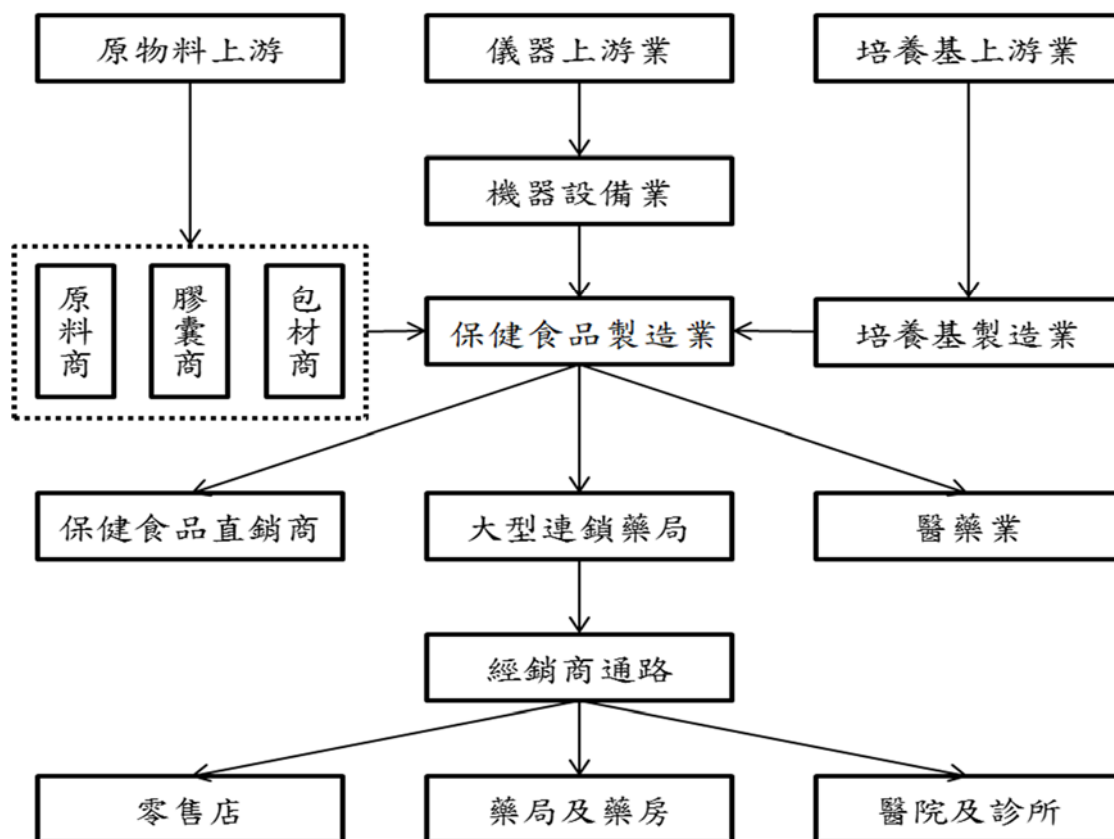 原物料上游
儀器上游業
培養基上游業
機器設備業
原料商
膠囊商
包材商
保健食品製造業
培養基製造業
保健食品直銷商
大型連鎖藥局
醫藥業
經銷商通路
零售店
藥局及藥房
醫院及診所